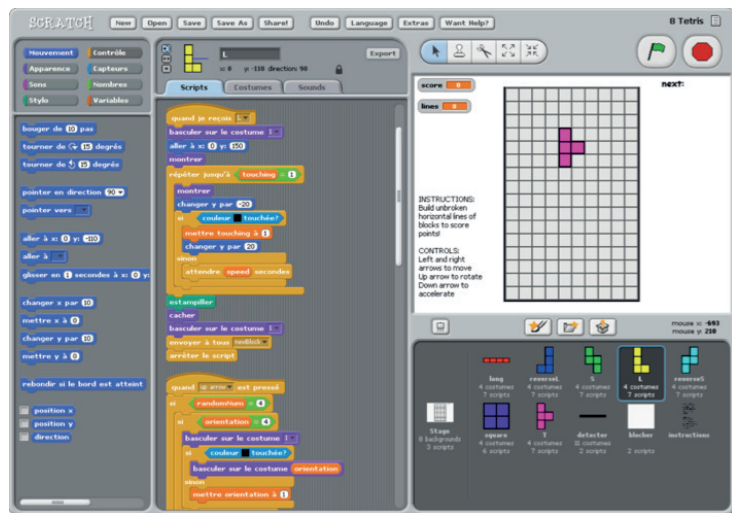 SCRATCH New Open Save Save As Share! Undo Language Extras Want Help? 8 Tetris
Mouvement Contrôle
Apparence Capteurs
Sons Nombres
Stylo Variables
bouger de 10 pas
tourner de 15 degrés
tourner de 15 degrés
pointer en direction 90
pointer vers
aller à x: 0 y: -110
aller à
glisser en 1 secondes à x: 0 y:
changer x par 10
mettre x à 0
changer y par 10
mettre y à 0
rebondir si le bord est atteint
position x
position y
direction
L
Export
x: 0 y: -110 direction: 90
Scripts Costumes Sounds
quand je reçois L
basculer sur le costume
aller à x: 0 y: 150
montrer
répéter jusqu'à touching = 1
montrer
changer y par -20
si couleur touchée?
mettre touching à 1
changer y par 20
sinon
attendre speed secondes
estampiller
cacher
basculer sur le costume
envoyer à tous
arrêter le script
quand up arrow est pressé
si randomNum = 4
si orientation = 4
basculer sur le costume
si couleur touchée?
basculer sur le costume orientation
sinon
mettre orientation à 1
score 0
lines 0
next:
INSTRUCTIONS:
Build unbroken
horizontal lines of
blocks to score
points!
CONTROLS:
Left and right
arrows to move
Up arrow to rotate
Down arrow to
accelerate
mouse x: -693
mouse y: 210
long reverseL S L reverseS
4 costumes 4 costumes 4 costumes 4 costumes 4 costumes
7 scripts 7 scripts 7 scripts 7 scripts 7 scripts
Stage
8 backgrounds
3 scripts
square T detector blocker instructions
4 costumes 4 costumes 11 costumes
6 scripts 7 scripts 2 scripts 2 scripts